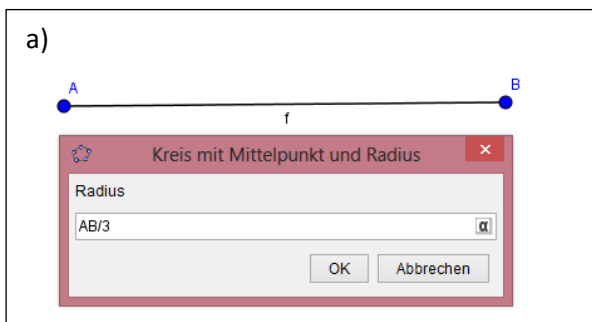 a)
A
B
f
Kreis mit Mittelpunkt und Radius
Radius
AB/3
α
OK Abbrechen